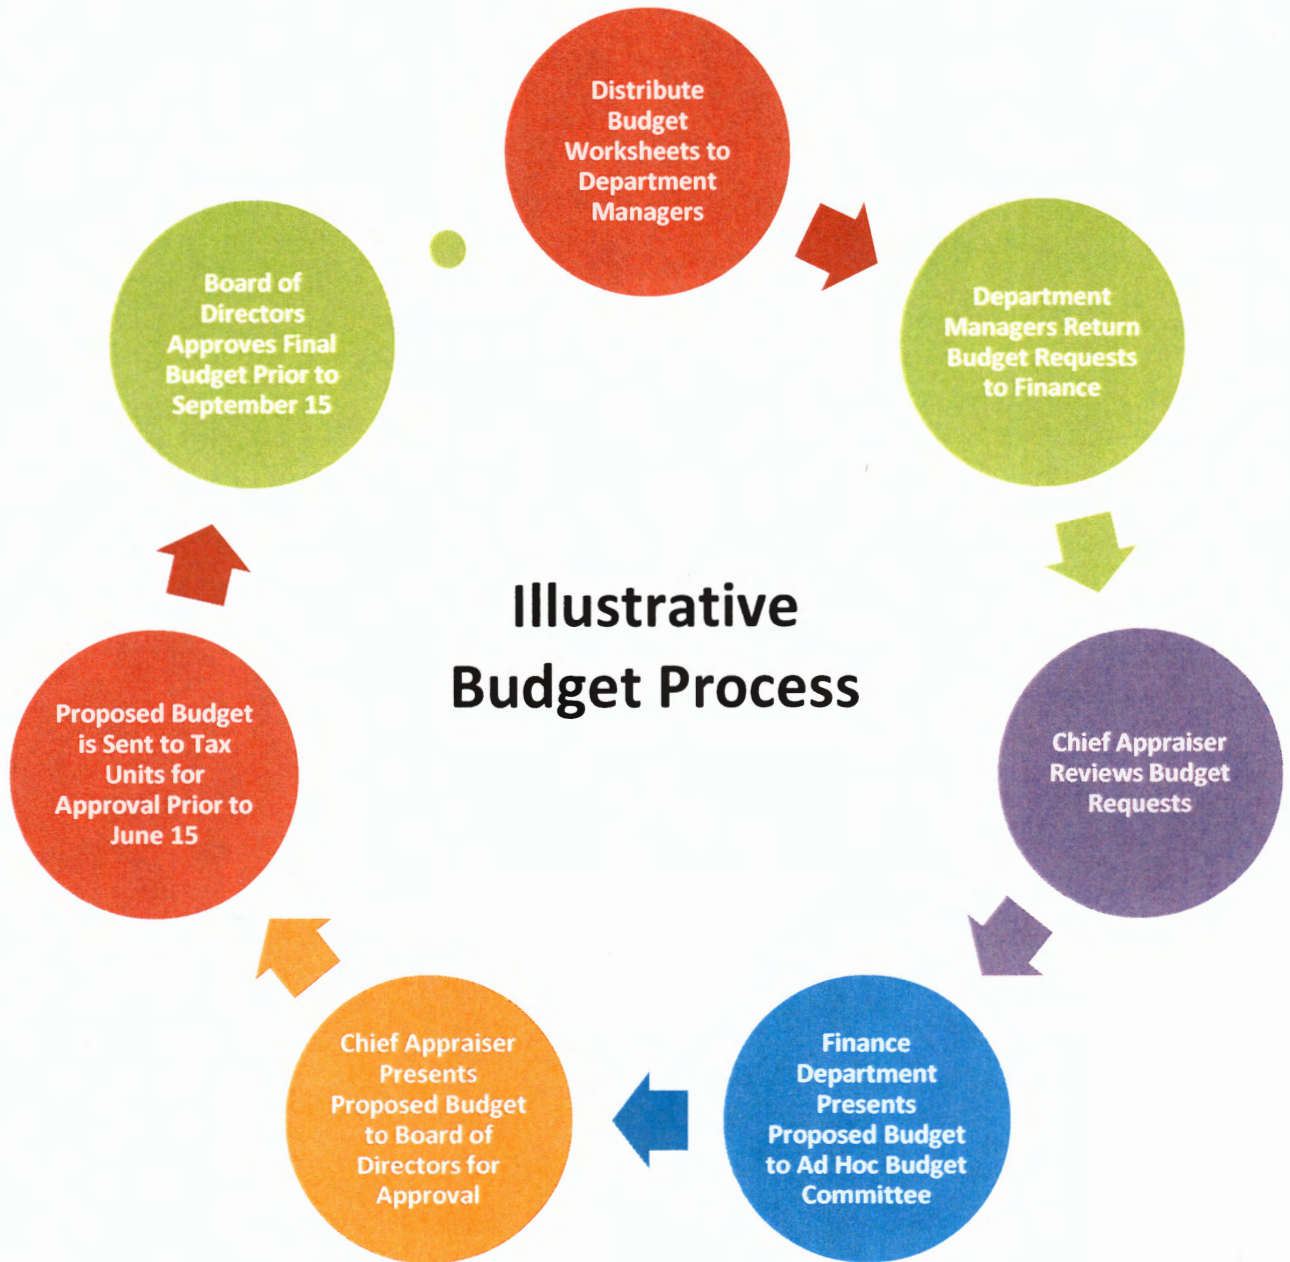 Distribute
Budget
Worksheets to
Department
Managers
Department
Managers Return
Budget Requests
to Finance
Chief Appraiser
Reviews Budget
Requests
Finance
Department
Presents
Proposed Budget
to Ad Hoc Budget
Committee
Chief Appraiser
Presents
Proposed Budget
to Board of
Directors for
Approval
Proposed Budget
is Sent to Tax
Units for
Approval Prior to
June 15
Board of
Directors
Approves Final
Budget Prior to
September 15
Illustrative
Budget Process